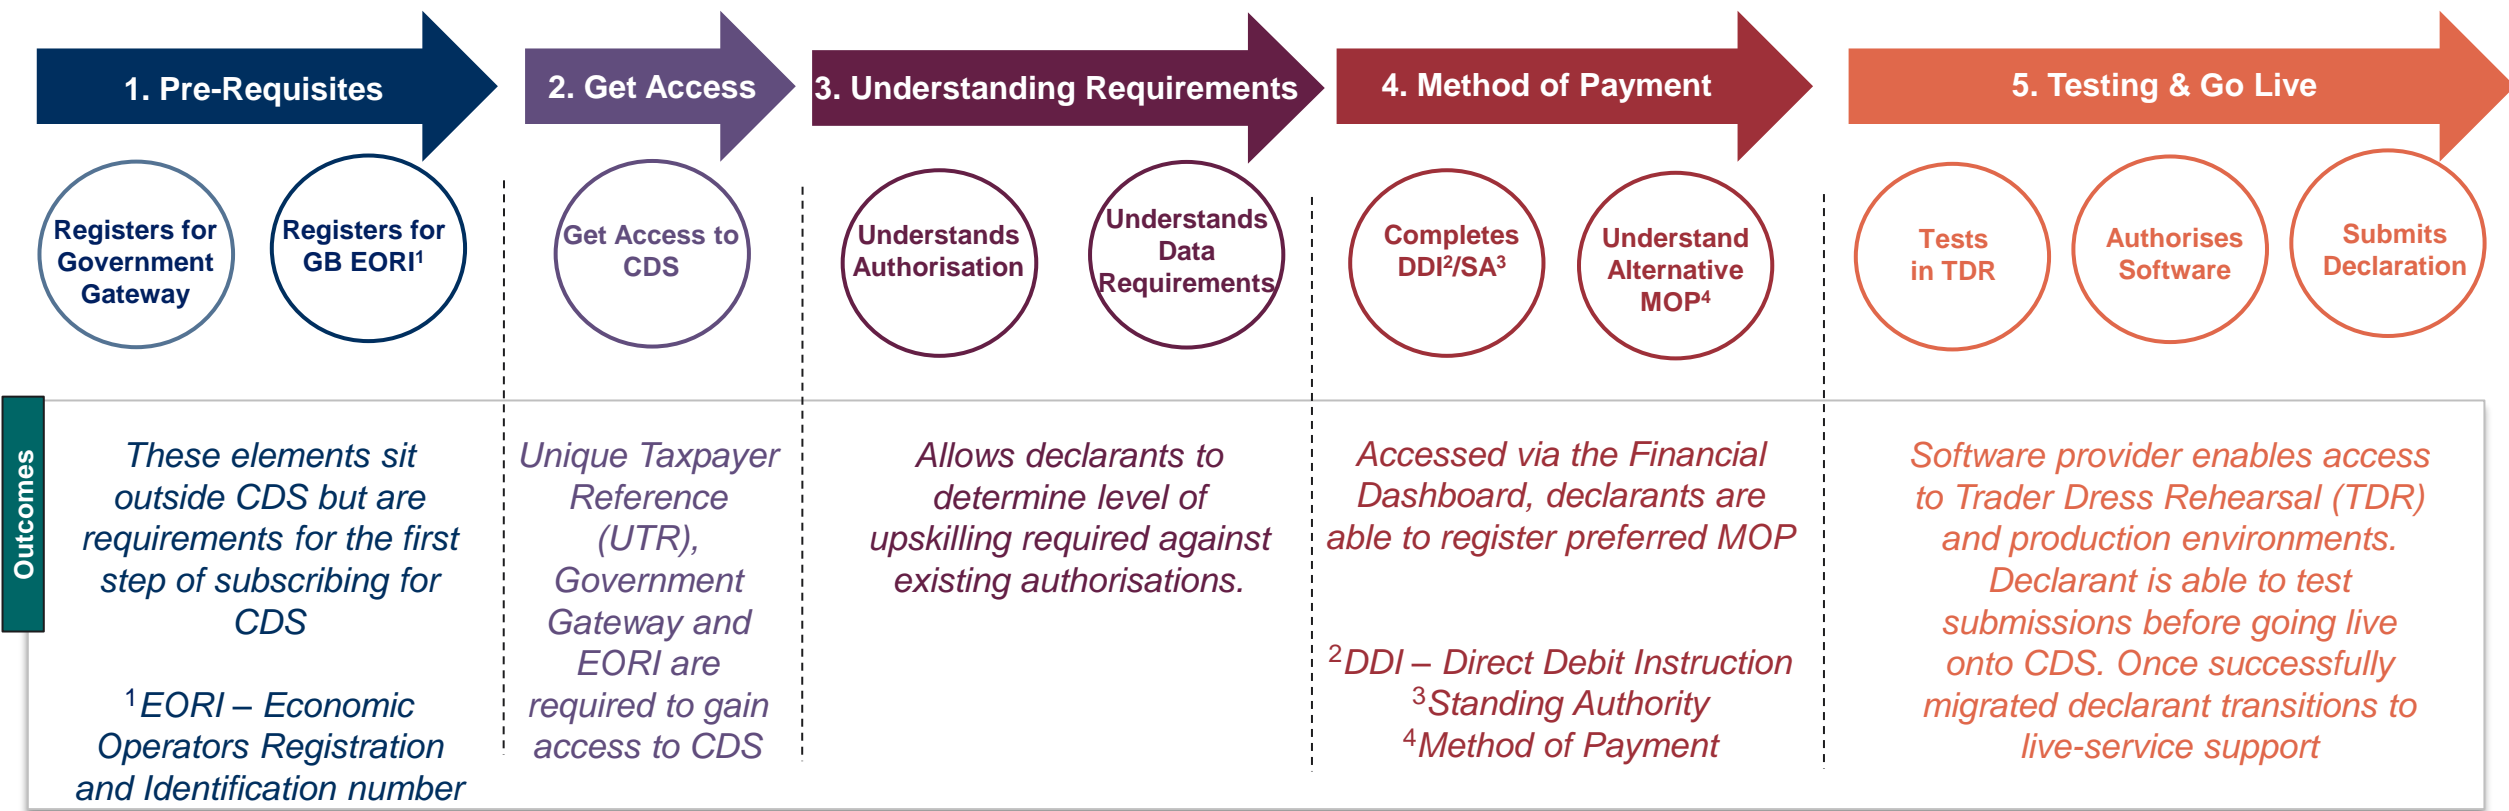 1. Pre-Requisites
2. Get Access
3. Understanding Requirements
4. Method of Payment
5. Testing & Go Live
Registers for
Government
Gateway
Registers for
GB EORI¹
Get Access to
CDS
Understands
Authorisation
Understands
Data
Requirements
Completes
DDI²/SA³
Understand
Alternative
MOP⁴
Tests
in TDR
Authorises
Software
Submits
Declaration
Outcomes
These elements sit
outside CDS but are
requirements for the first
step of subscribing for
CDS
¹EORI – Economic
Operators Registration
and Identification number
Unique Taxpayer
Reference
(UTR),
Government
Gateway and
EORI are
required to gain
access to CDS
Allows declarants to
determine level of
upskilling required against
existing authorisations.
Accessed via the Financial
Dashboard, declarants are
able to register preferred MOP
²DDI – Direct Debit Instruction
³Standing Authority
⁴Method of Payment
Software provider enables access
to Trader Dress Rehearsal (TDR)
and production environments.
Declarant is able to test
submissions before going live
onto CDS. Once successfully
migrated declarant transitions to
live-service support